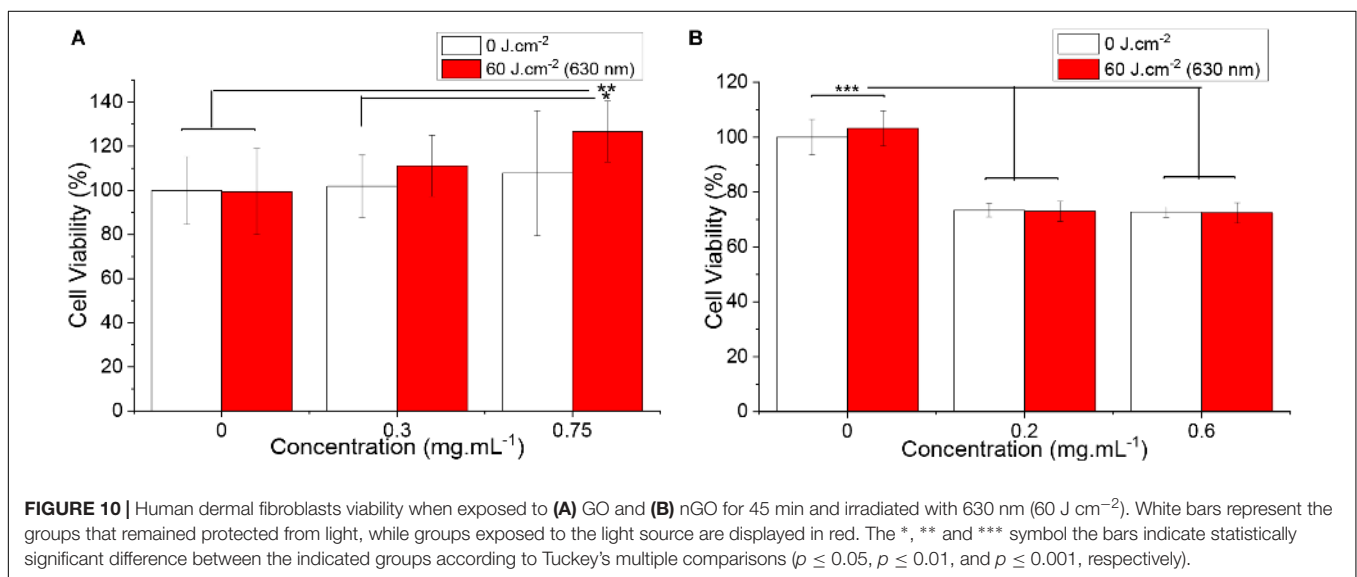 A
0 J.cm⁻²
60 J.cm⁻² (630 nm)
**
*
140
120
100
80
60
40
20
0
Cell Viability (%)
0
0.3
0.75
Concentration (mg.mL⁻¹)
B
0 J.cm⁻²
60 J.cm⁻² (630 nm)
***
120
100
80
60
40
20
0
Cell Viability (%)
0
0.2
0.6
Concentration (mg.mL⁻¹)
FIGURE 10 | Human dermal fibroblasts viability when exposed to (A) GO and (B) nGO for 45 min and irradiated with 630 nm (60 J cm⁻²). White bars represent the
groups that remained protected from light, while groups exposed to the light source are displayed in red. The *, ** and *** symbol the bars indicate statistically
significant difference between the indicated groups according to Tuckey's multiple comparisons (p ≤ 0.05, p ≤ 0.01, and p ≤ 0.001, respectively).